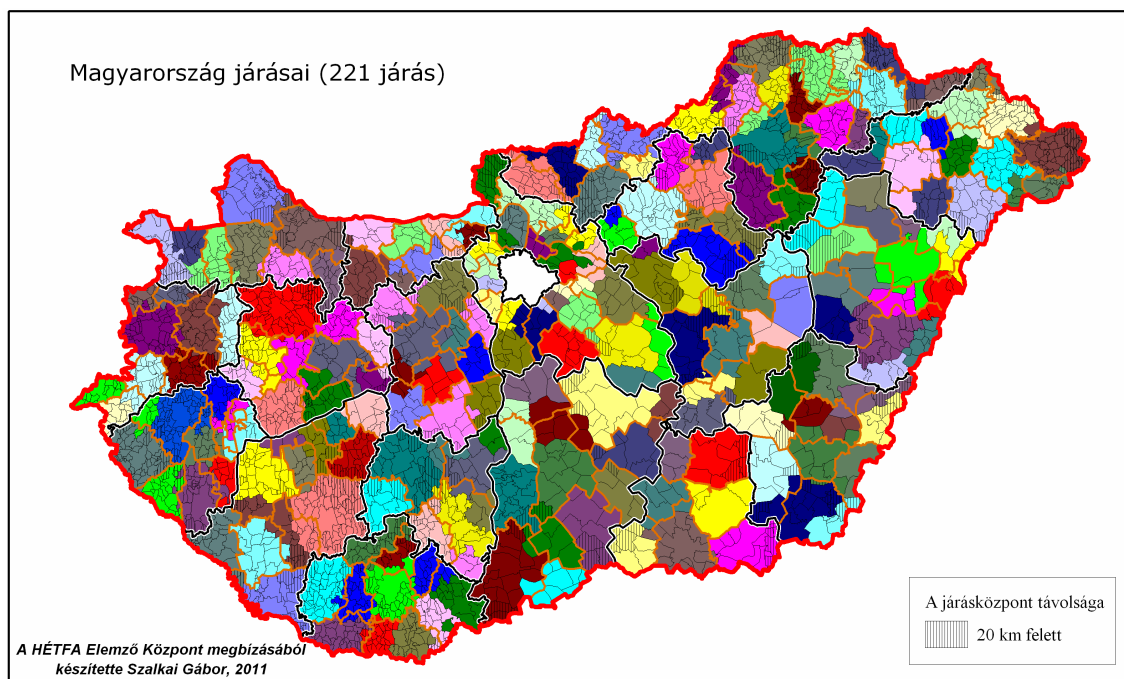 Magyarország járásai (221 járás)
A járásközpont távolsága
20 km felett
A HÉTFA Elemző Központ megbízásából
készítette Szalkai Gábor, 2011